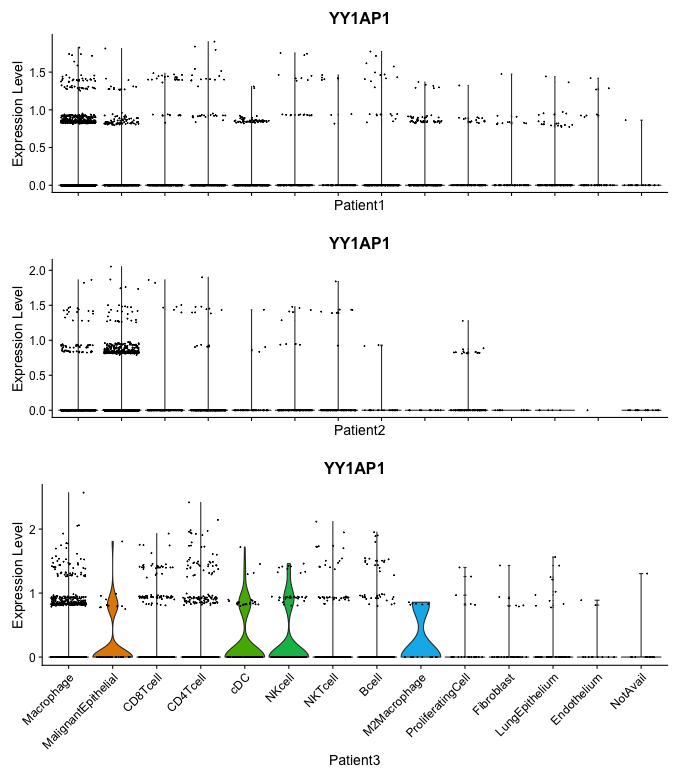 YY1AP1
Expression Level
1.5
1.0
0.5
0.0
Patient1
YY1AP1
Expression Level
2.0
1.5
1.0
0.5
0.0
Patient2
YY1AP1
Expression Level
2
1
0
Macrophage
MalignantEpithelial
CD8Tcell
CD4Tcell
cDC
NKcell
NKTcell
Bcell
M2Macrophage
ProliferatingCell
Fibroblast
LungEpithelium
Endothelium
NotAvail
Patient3